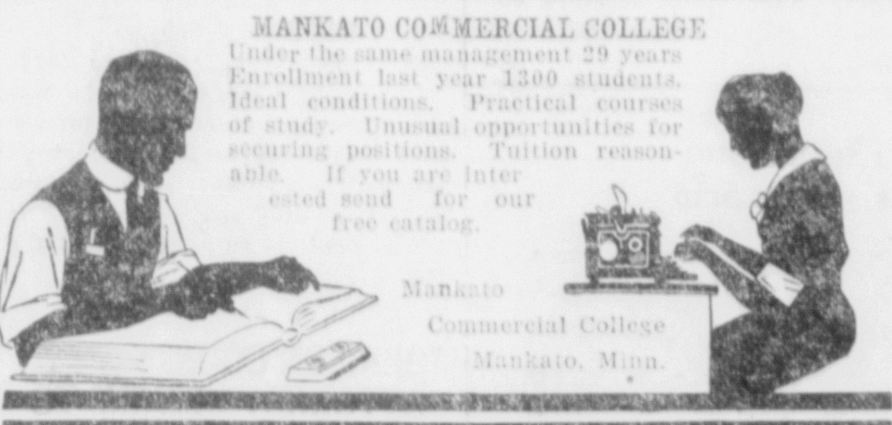 MANKATO COMMERCIAL COLLEGE
Under the same management 29 years
Enrollment last year 1300 students.
Ideal conditions. Practical courses
of study. Unusual opportunities for
securing positions. Tuition reason-
able. If you are inter
ested send for our
free catalog.
Mankato
Commercial College
Mankato, Minn.